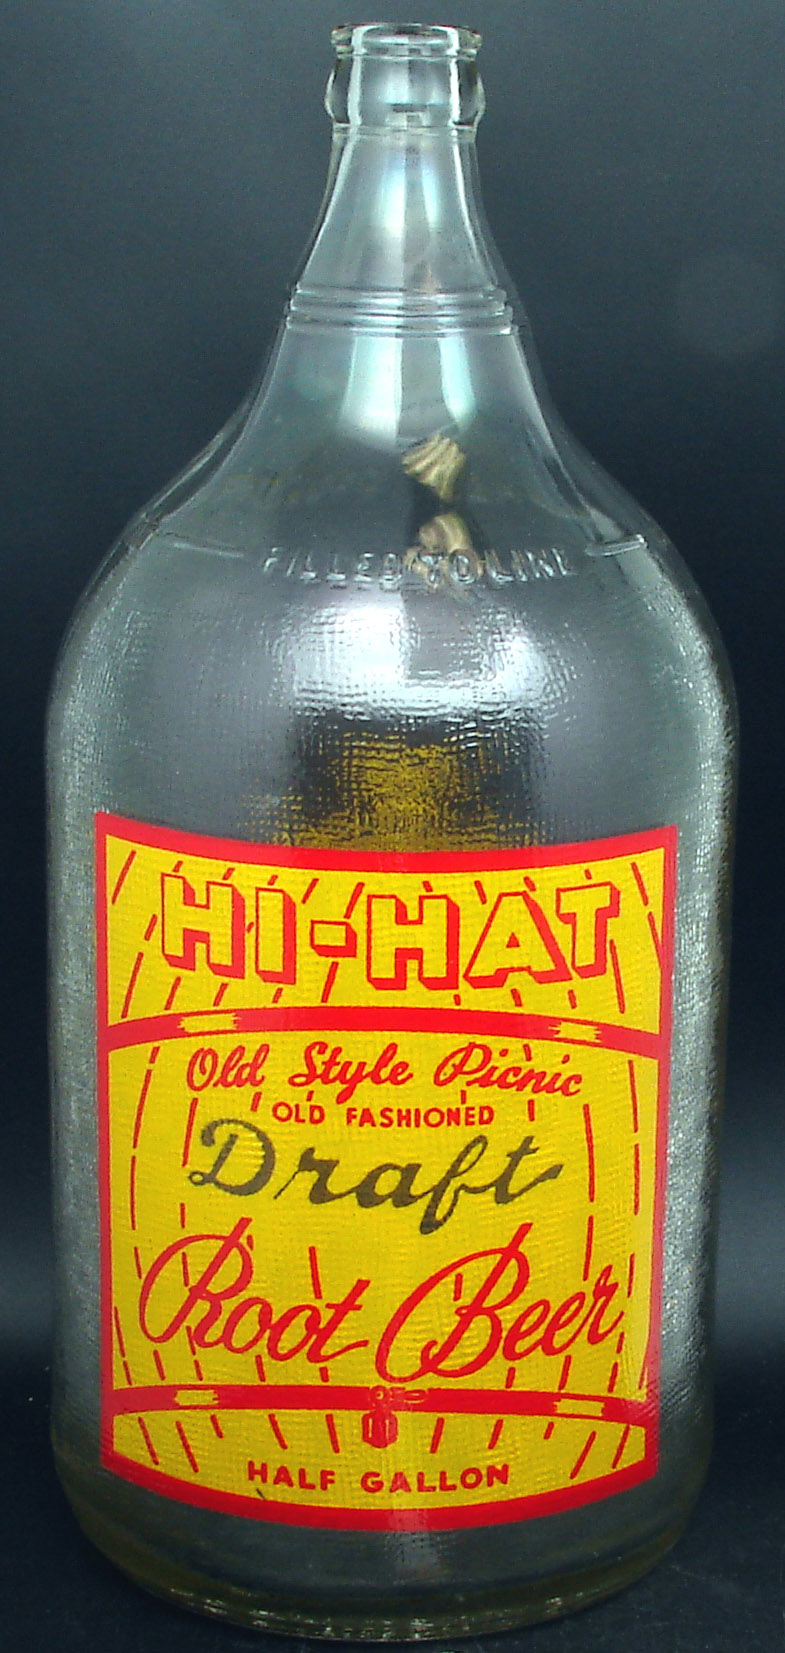 FILLED TO LINE
HI-HAT
Old Style Picnic
OLD FASHIONED
Draft
Root Beer
HALF GALLON